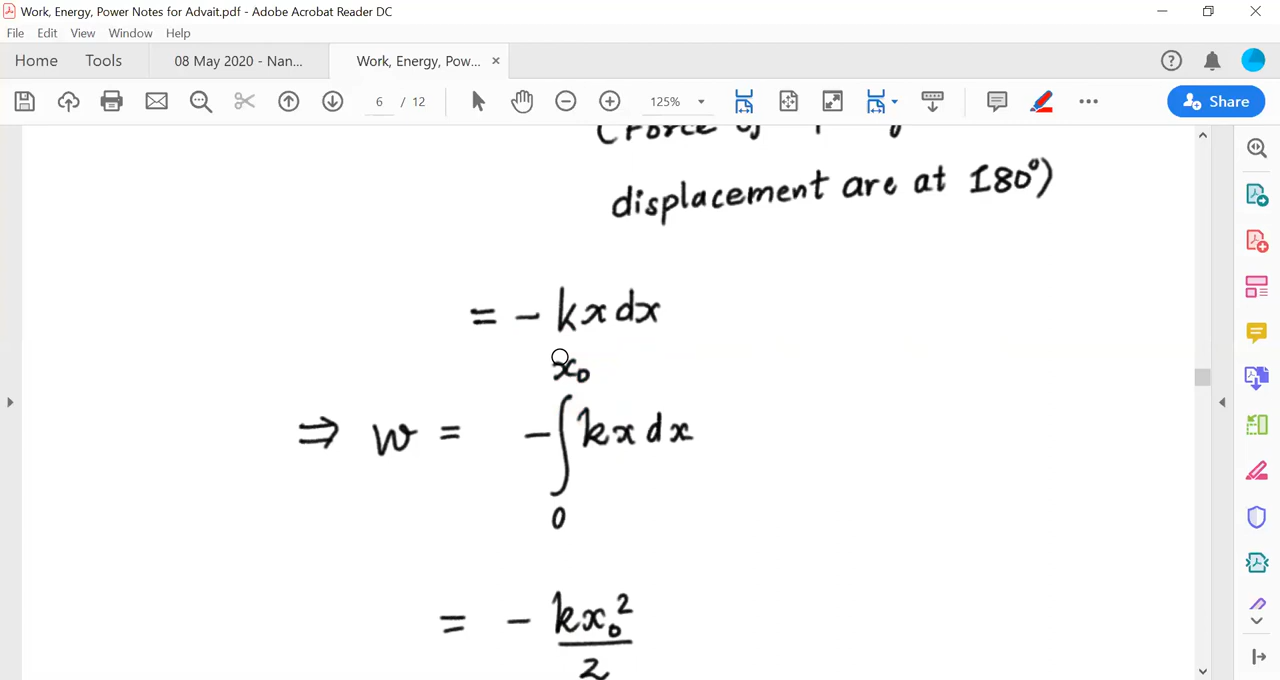 Work, Energy, Power Notes for Advait.pdf - Adobe Acrobat Reader DC
File Edit View Window Help
Home Tools 08 May 2020 - Nan... Work, Energy, Pow... ×
6 / 12 125% Share
(Force of
displacement are at 180°)
= - kx dx
x₀
⇒ W = - ∫ kx dx
0
= - kx₀²
2